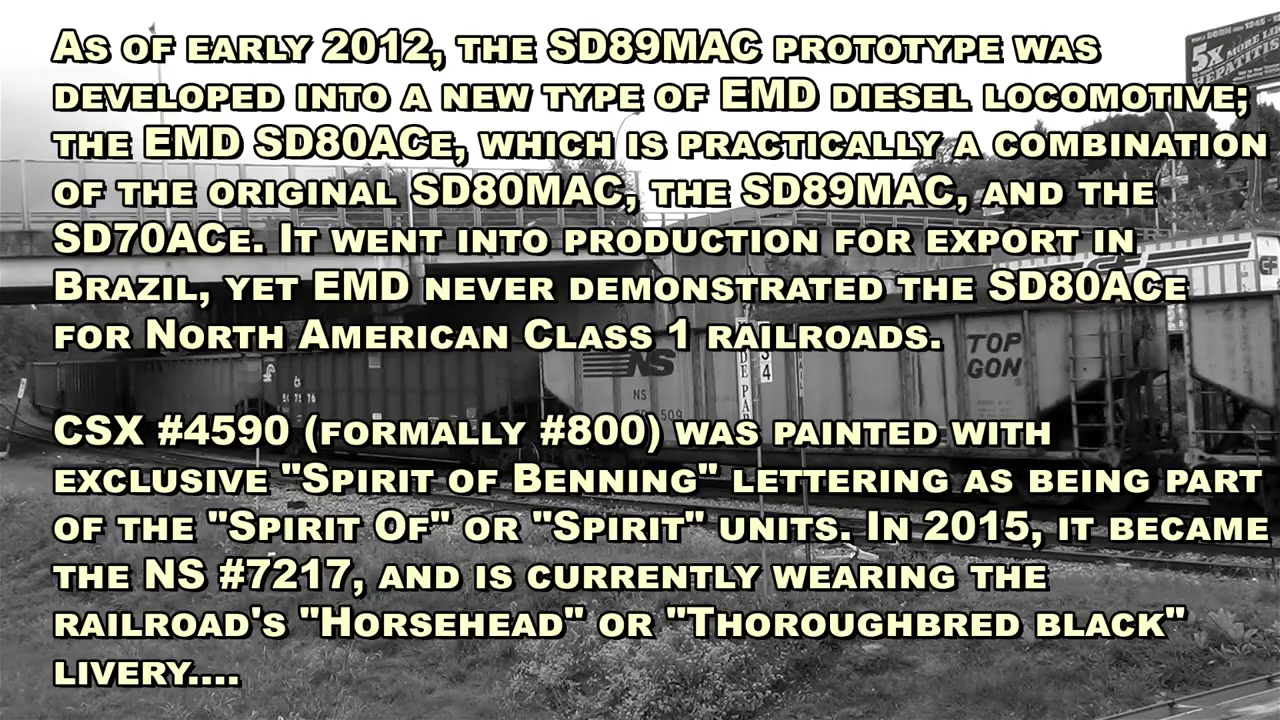 As of early 2012, the SD89MAC prototype was
developed into a new type of EMD diesel locomotive;
the EMD SD80ACe, which is practically a combination
of the original SD80MAC, the SD89MAC, and the
SD70ACe. It went into production for export in
Brazil, yet EMD never demonstrated the SD80ACe
for North American Class 1 railroads.
CSX #4590 (formally #800) was painted with
exclusive "Spirit of Benning" lettering as being part
of the "Spirit Of" or "Spirit" units. In 2015, it became
the NS #7217, and is currently wearing the
railroad's "Horsehead" or "Thoroughbred black"
livery....
5X
HEPATITIS
TOP
GON
NS
NS
509